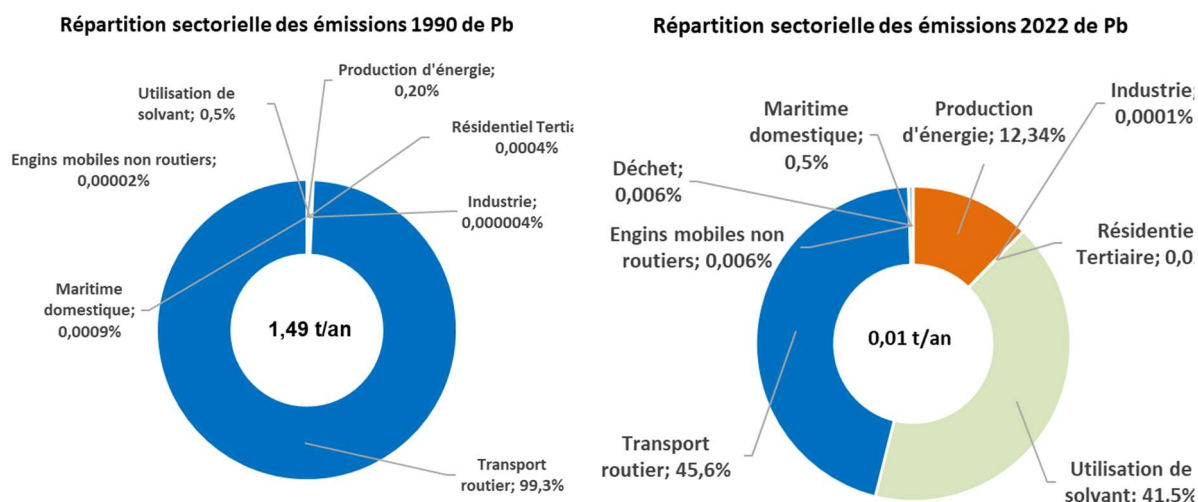 Répartition sectorielle des émissions 1990 de Pb
Production d'énergie;
0,20%
Utilisation de
solvant; 0,5%
Résidentiel Tertia
0,0004%
Engins mobiles non routiers;
0,00002%
Industrie;
0,000004%
Maritime
domestique;
0,0009%
1,49 t/an
Transport
routier; 99,3%
Répartition sectorielle des émissions 2022 de Pb
Industrie;
0,0001%
Maritime
domestique;
0,5%
Production
d'énergie; 12,34%
Déchet;
0,006%
Engins mobiles non
routiers; 0,006%
Résidentie
Tertiaire; 0,0
0,01 t/an
Transport
routier; 45,6%
Utilisation de
solvant; 41,5%